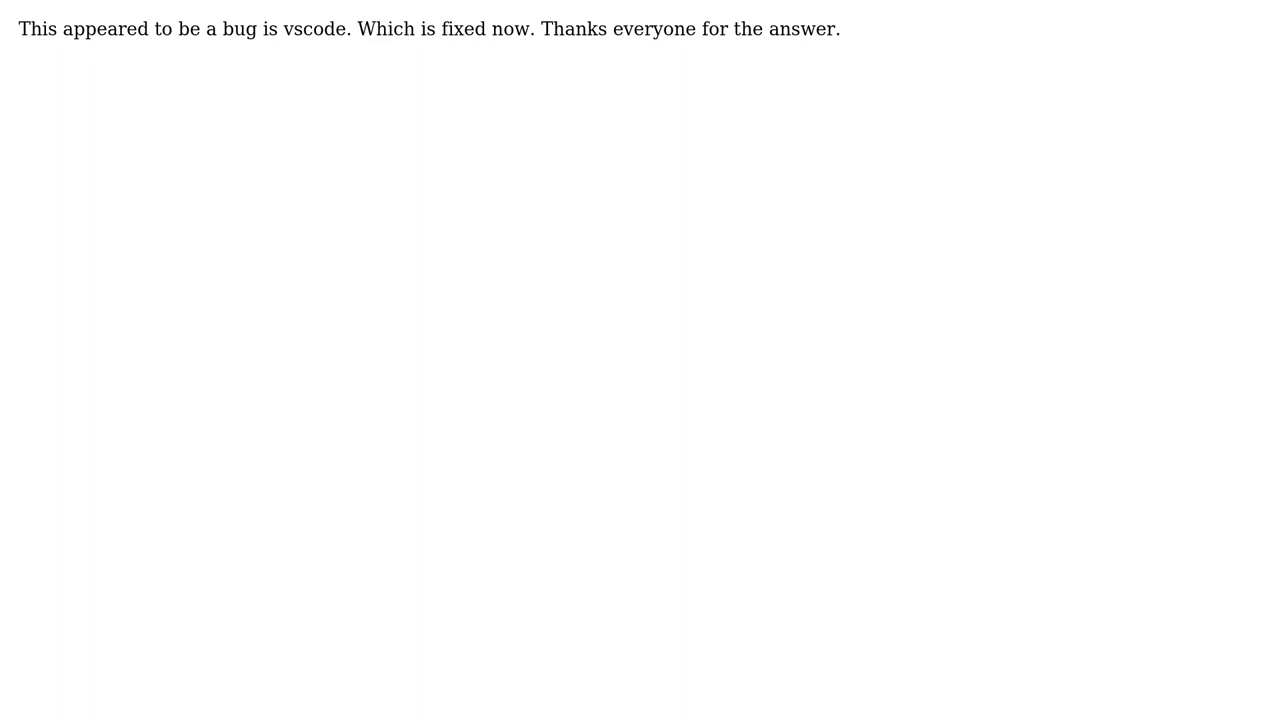 This appeared to be a bug is vscode. Which is fixed now. Thanks everyone for the answer.